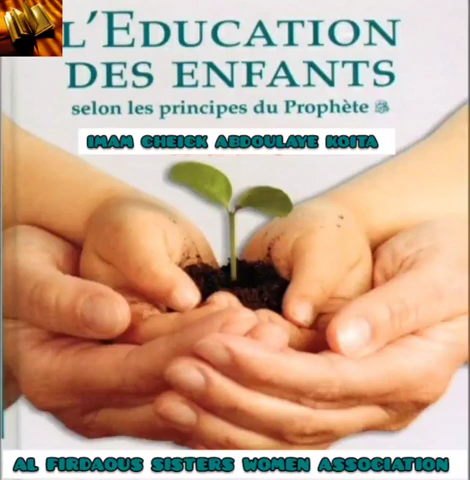 L'EDUCATION
DES ENFANTS
selon les principes du Prophète ﷺ
IMAM CHEICK ABDOULAYE KOITA
AL FIRDAOUS SISTERS WOMEN ASSOCIATION